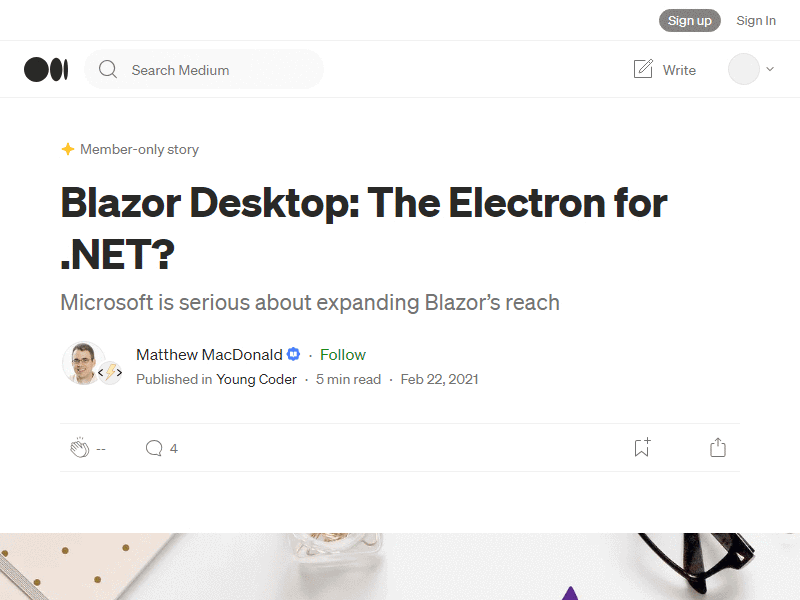 Sign up
Sign In
Search Medium
Write
Member-only story
Blazor Desktop: The Electron for
.NET?
Microsoft is serious about expanding Blazor’s reach
Matthew MacDonald · Follow
Published in Young Coder · 5 min read · Feb 22, 2021
--
4